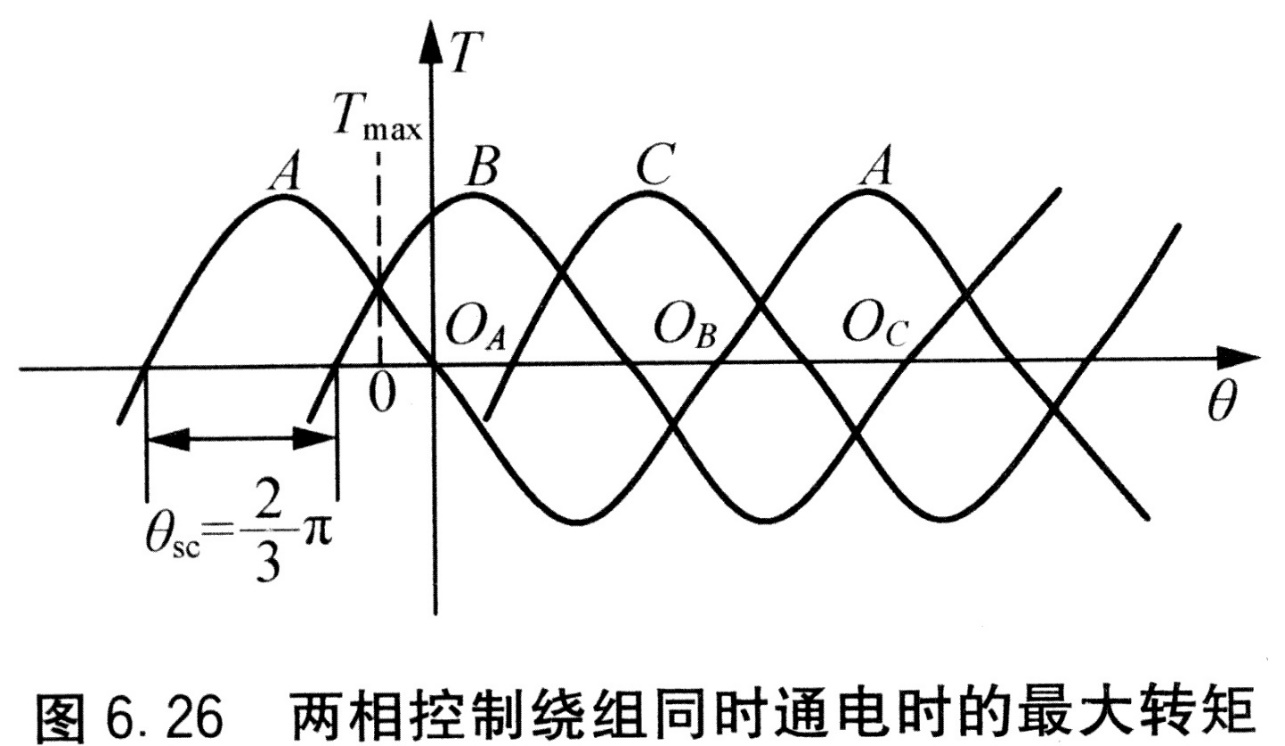 T
T_max
A B C A
O_A O_B O_C
0 θ
θ_sc=2/3 π
图 6.26 两相控制绕组同时通电时的最大转矩